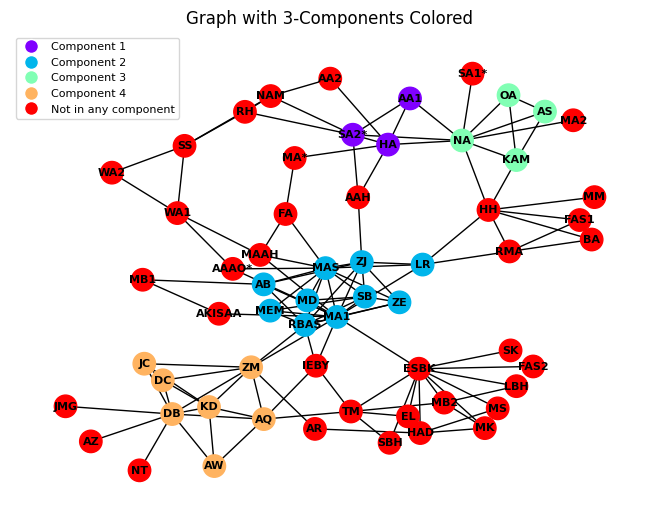 Graph with 3-Components Colored
Component 1
Component 2
Component 3
Component 4
Not in any component
AA2
SA1*
NAM
AA1
OA
RH
AS
MA2
SA2*
HA
NA
SS
MA*
KAM
WA2
AAH
MM
WA1
FA
HH
FAS1
BA
MAAH
RMA
AAAO*
MAS
ZJ
LR
MB1
AB
MD
SB
ZE
AKISAA
MEM
MA1
RBAS
SK
JC
ZM
IEBY
ESBK
FAS2
DC
LBH
JMG
KD
MB2
MS
DB
AQ
TM
EL
AR
HAD
MK
AZ
SBH
NT
AW